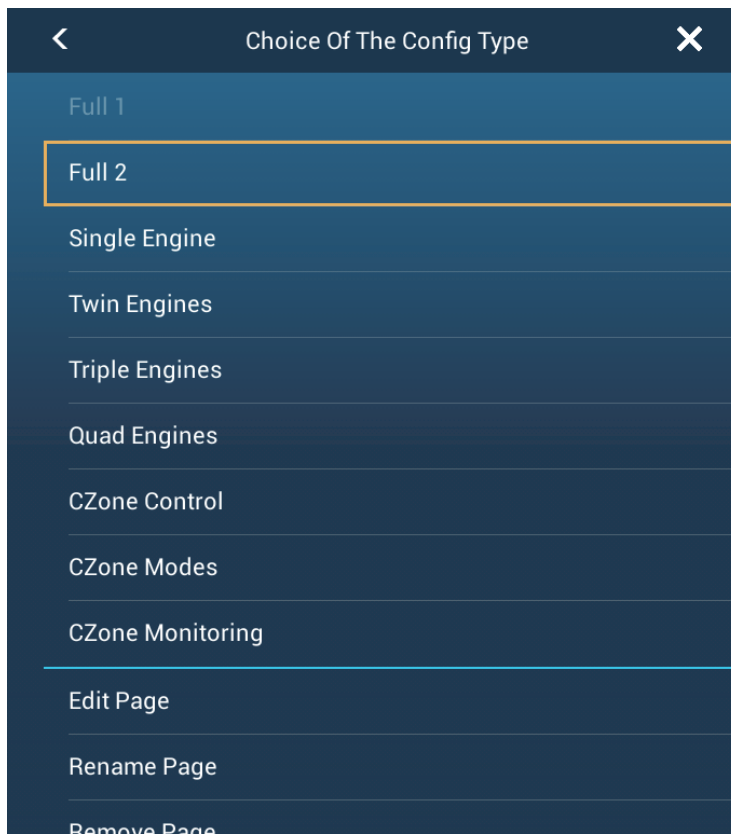 Choice Of The Config Type
Full 1
Full 2
Single Engine
Twin Engines
Triple Engines
Quad Engines
CZone Control
CZone Modes
CZone Monitoring
Edit Page
Rename Page
Remove Page